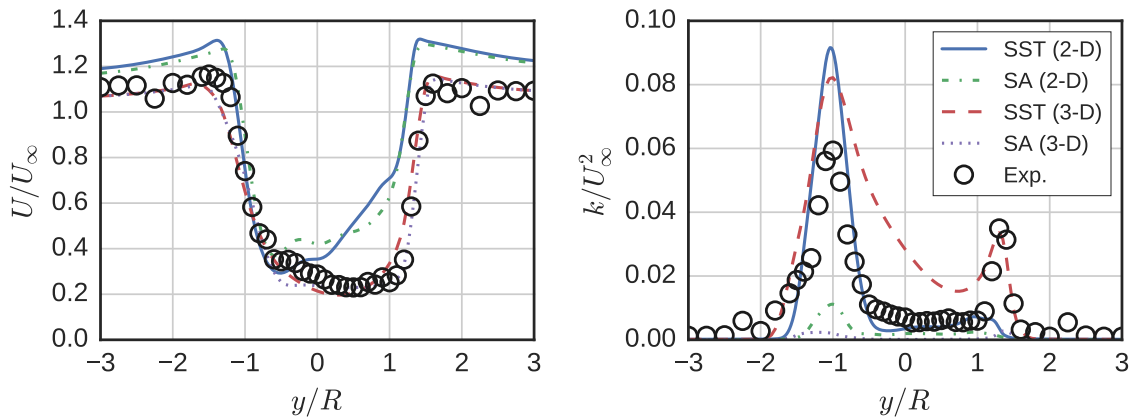 1.4
1.2
1.0
0.8
0.6
0.4
0.2
0.0
−3 −2 −1 0 1 2 3
U/U∞
y/R
0.10
0.08
0.06
0.04
0.02
0.00
−3 −2 −1 0 1 2 3
k/U∞²
y/R
SST (2-D)
SA (2-D)
SST (3-D)
SA (3-D)
Exp.